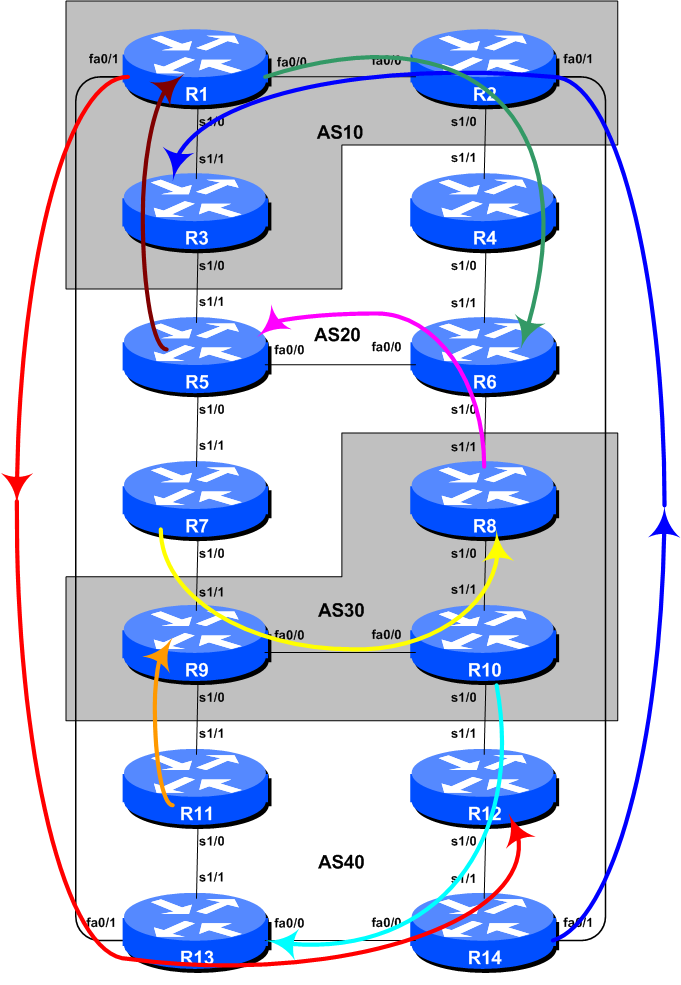 fa0/1 fa0/0 fa0/0 fa0/1
R1 R2
s1/0 s1/0
AS10
s1/1 s1/1
R3 R4
s1/0 s1/0
s1/1 s1/1
AS20
fa0/0 fa0/0
R5 R6
s1/0 s1/0
s1/1 s1/1
R7 R8
s1/0 s1/0
s1/1 s1/1
AS30
fa0/0 fa0/0
R9 R10
s1/0 s1/0
s1/1 s1/1
R11 R12
s1/0 s1/0
AS40
s1/1 s1/1
fa0/1 fa0/0 fa0/0 fa0/1
R13 R14